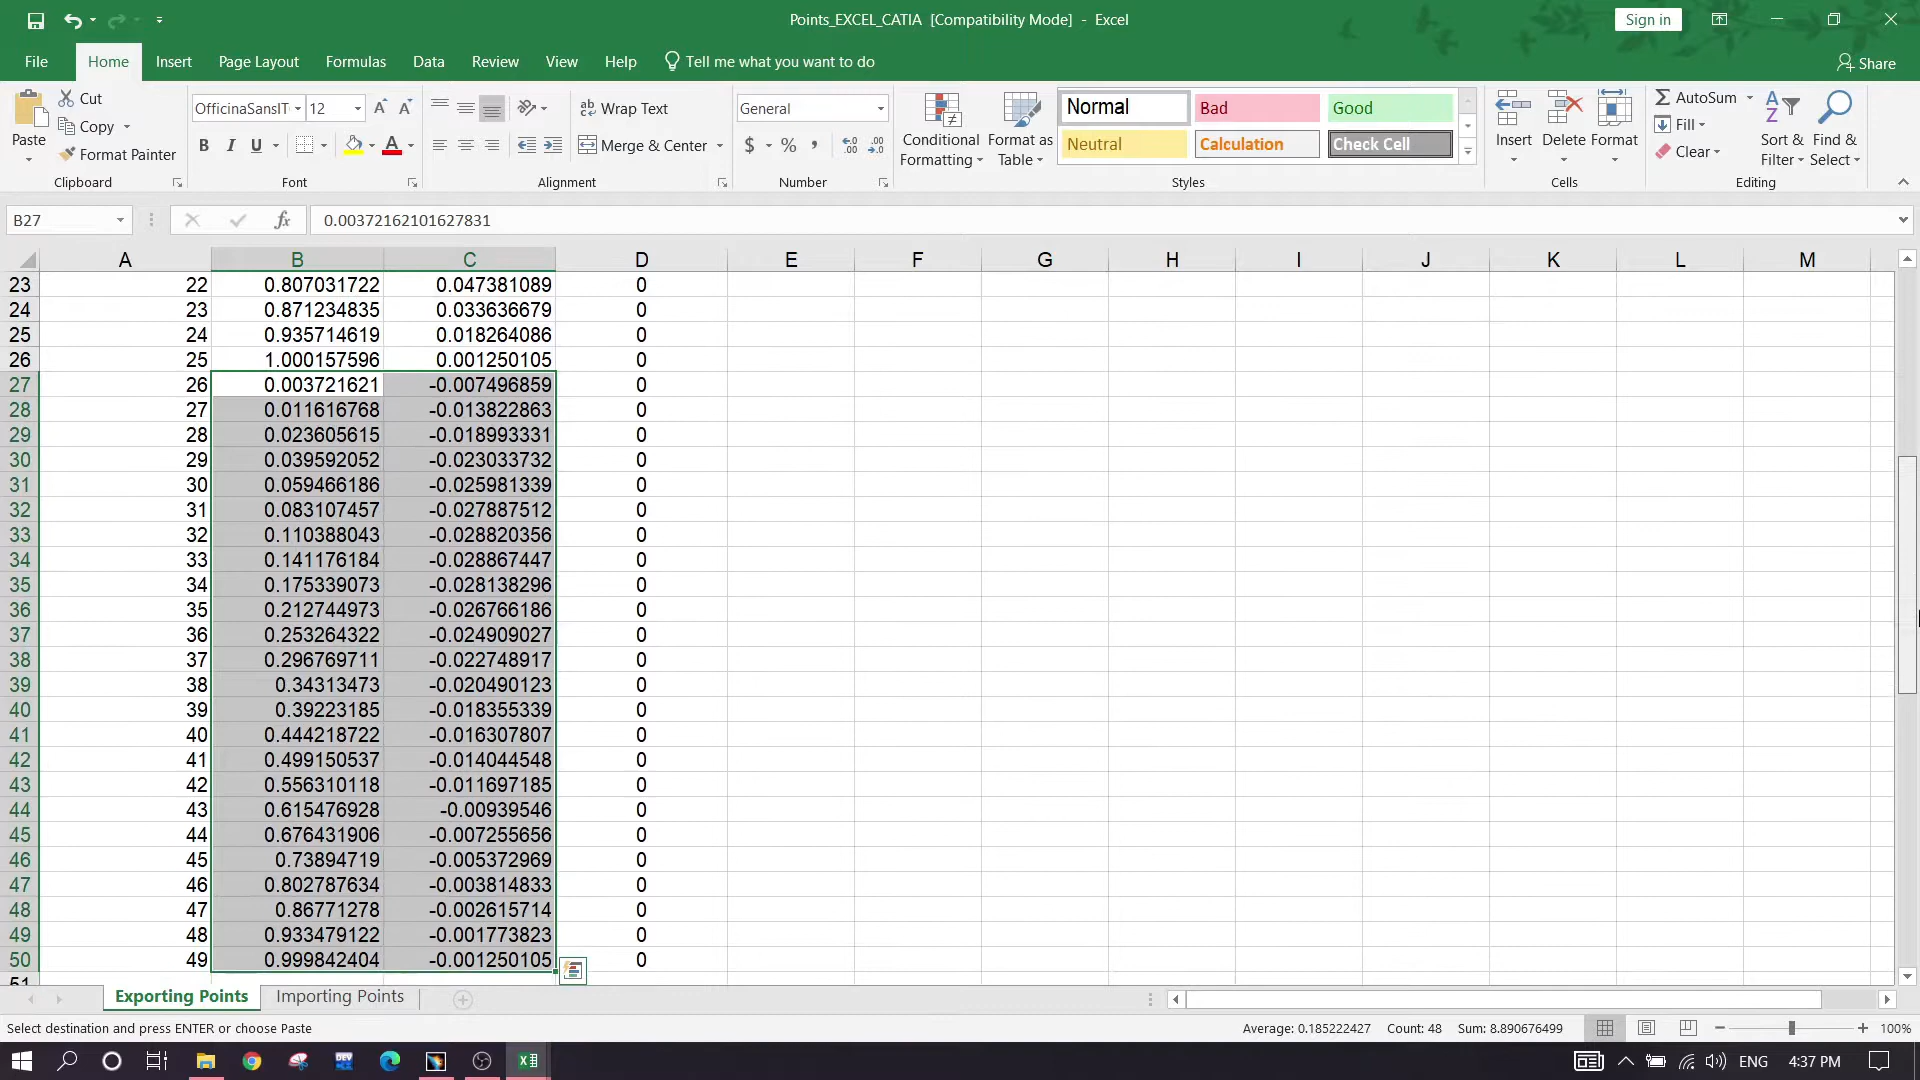 Points_EXCEL_CATIA [Compatibility Mode] - Excel
Sign in
File Home Insert Page Layout Formulas Data Review View Help Tell me what you want to do Share
Paste Cut Copy Format Painter Clipboard
OfficinaSansIT 12 B I U A Font
Wrap Text Merge & Center Alignment
General $ % , Number
Conditional Formatting Format as Table
Normal Bad Good
Neutral Calculation Check Cell
Styles
Insert Delete Format Cells
AutoSum Fill Clear Sort & Filter Find & Select Editing
B27 fx 0.00372162101627831
A B C D E F G H I J K L M
23 22 0.807031722 0.047381089 0
24 23 0.871234835 0.033636679 0
25 24 0.935714619 0.018264086 0
26 25 1.000157596 0.001250105 0
27 26 0.003721621 -0.007496859 0
28 27 0.011616768 -0.013822863 0
29 28 0.023605615 -0.018993331 0
30 29 0.039592052 -0.023033732 0
31 30 0.059466186 -0.025981339 0
32 31 0.083107457 -0.027887512 0
33 32 0.110388043 -0.028820356 0
34 33 0.141176184 -0.028867447 0
35 34 0.175339073 -0.028138296 0
36 35 0.212744973 -0.026766186 0
37 36 0.253264322 -0.024909027 0
38 37 0.296769711 -0.022748917 0
39 38 0.34313473 -0.020490123 0
40 39 0.39223185 -0.018355339 0
41 40 0.444218722 -0.016307807 0
42 41 0.499150537 -0.014044548 0
43 42 0.556310118 -0.011697185 0
44 43 0.615476928 -0.00939546 0
45 44 0.676431906 -0.007255656 0
46 45 0.73894719 -0.005372969 0
47 46 0.802787634 -0.003814833 0
48 47 0.86771278 -0.002615714 0
49 48 0.933479122 -0.001773823 0
50 49 0.999842404 -0.001250105 0
51
Exporting Points Importing Points
Select destination and press ENTER or choose Paste Average: 0.185222427 Count: 48 Sum: 8.890676499 100%
ENG 4:37 PM